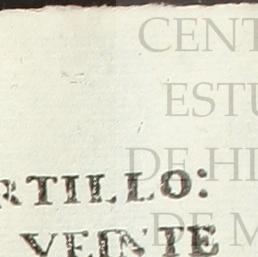 CENT
ESTU
DE HI
RTILLO:
DE M
VEINTE